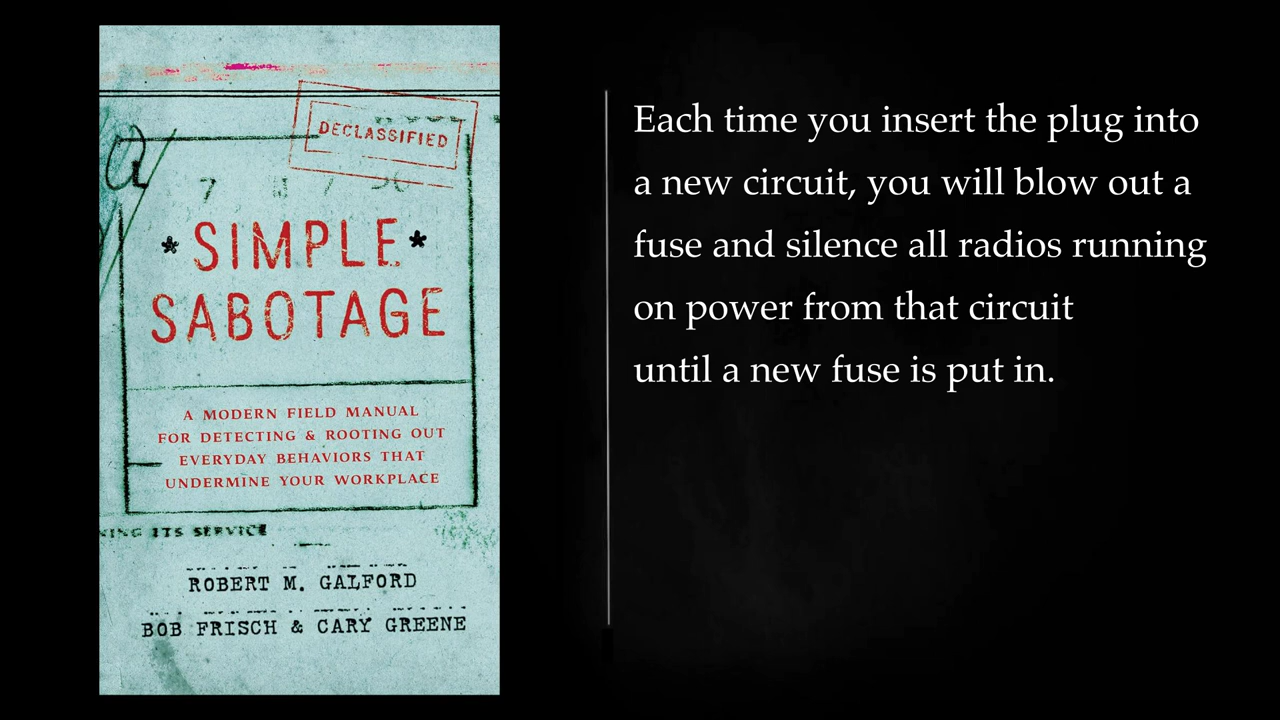 DECLASSIFIED
*SIMPLE*
SABOTAGE
A MODERN FIELD MANUAL
FOR DETECTING & ROOTING OUT
EVERYDAY BEHAVIORS THAT
UNDERMINE YOUR WORKPLACE
ITS SERVICE
ROBERT M. GALFORD
BOB FRISCH & CARY GREENE
Each time you insert the plug into
a new circuit, you will blow out a
fuse and silence all radios running
on power from that circuit
until a new fuse is put in.